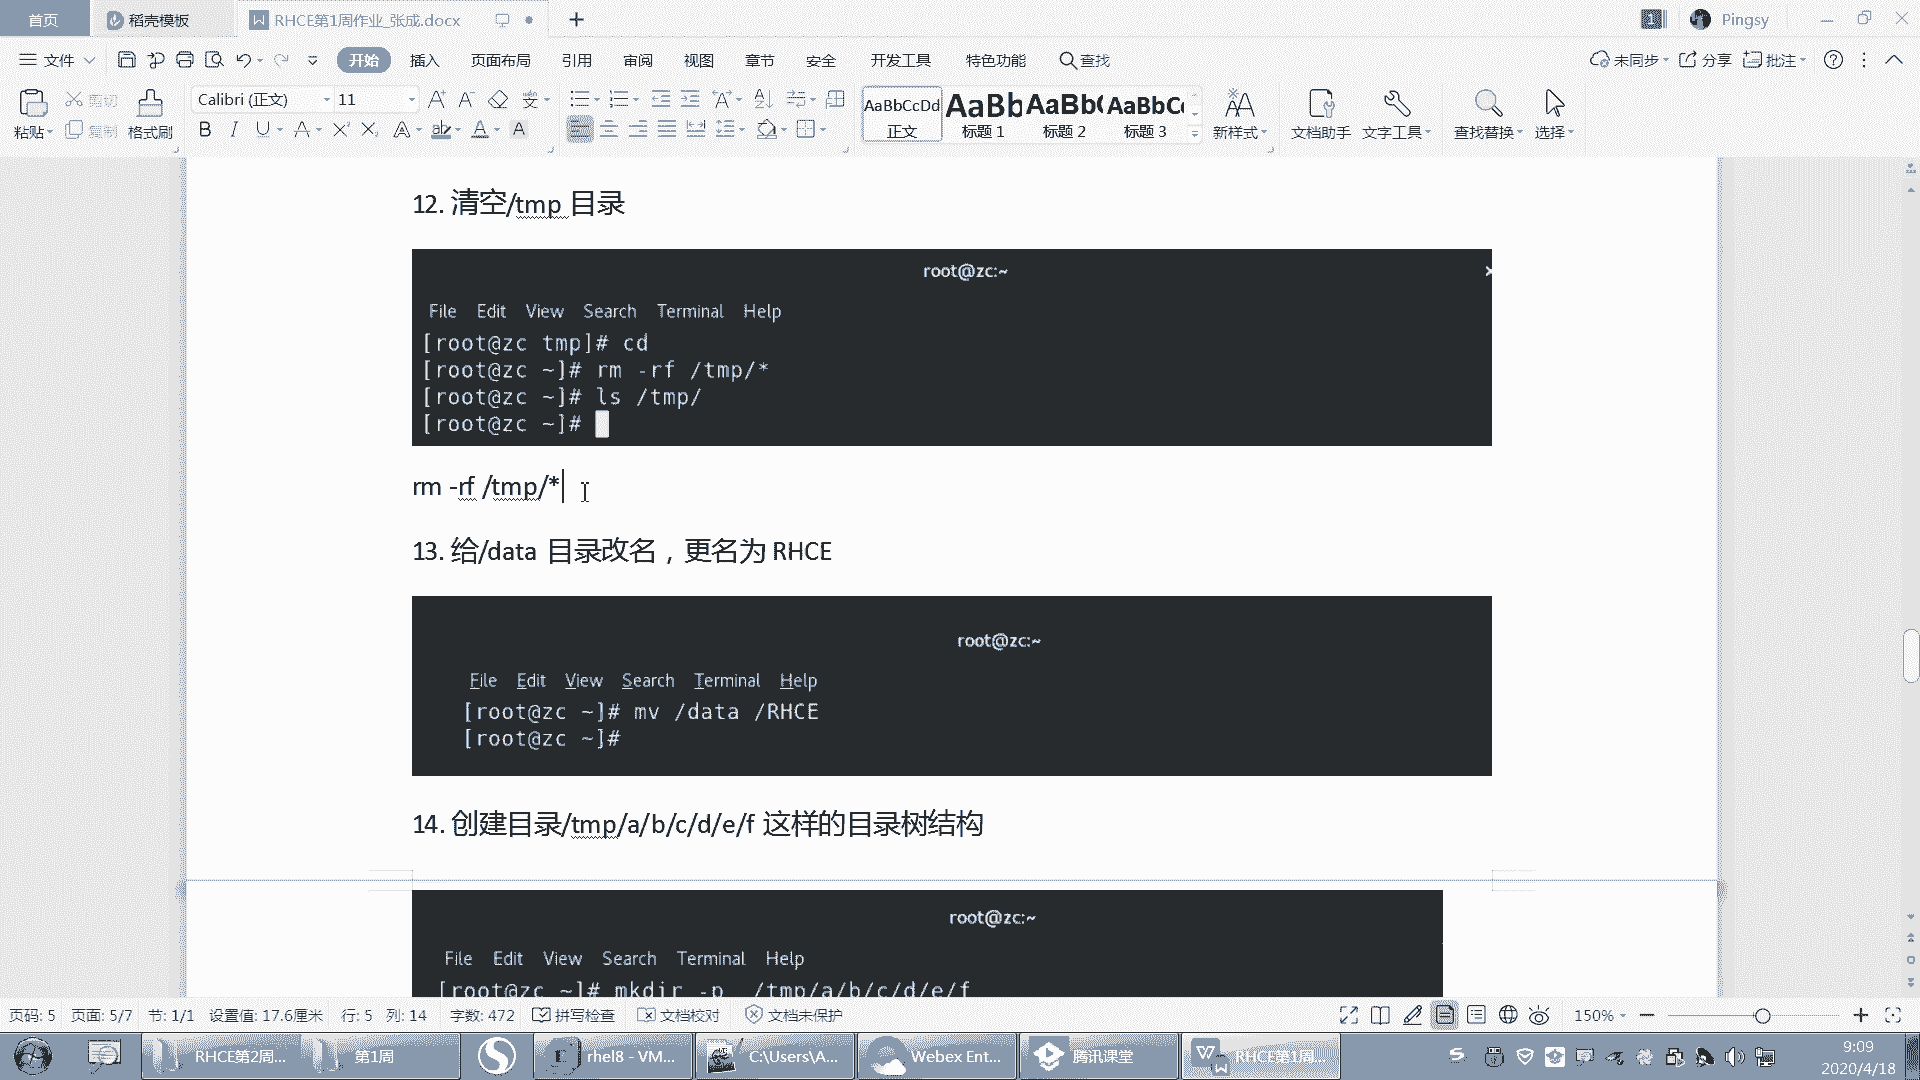 首页
稻壳模板
RHCE第1周作业_张成.docx
1
Pingsy
文件
开始
插入
页面布局
引用
审阅
视图
章节
安全
开发工具
特色功能
查找
未同步
分享
批注
粘贴
剪切
复制
格式刷
Calibri (正文)
11
AaBbCcDd
正文
AaBb
标题 1
AaBb(
标题 2
AaBbC
标题 3
新样式
文档助手
文字工具
查找替换
选择
12. 清空/tmp 目录
root@zc:~
File Edit View Search Terminal Help
[root@zc tmp]# cd
[root@zc ~]# rm -rf /tmp/*
[root@zc ~]# ls /tmp/
[root@zc ~]#
rm -rf /tmp/*
13. 给/data 目录改名，更名为 RHCE
root@zc:~
File Edit View Search Terminal Help
[root@zc ~]# mv /data /RHCE
[root@zc ~]#
14. 创建目录/tmp/a/b/c/d/e/f 这样的目录树结构
root@zc:~
File Edit View Search Terminal Help
[root@zc ~]# mkdir -p /tmp/a/b/c/d/e/f
页码: 5 页面: 5/7 节: 1/1 设置值: 17.6厘米 行: 5 列: 14 字数: 472 拼写检查 文档校对 文档未保护
150%
RHCE第2周...
第1周
rhel8 - VM...
C:\Users\A...
Webex Ent...
腾讯课堂
RHCE第1周...
9:09
2020/4/18